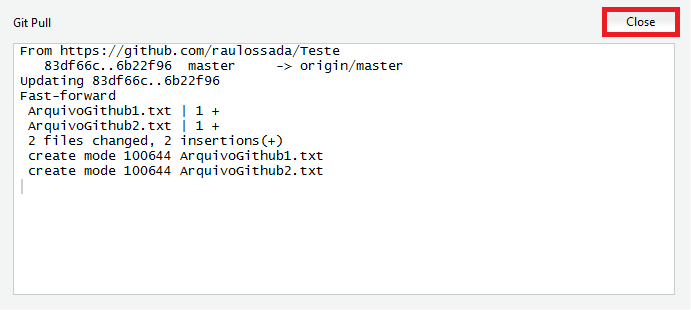 Git Pull
Close
From https://github.com/raulossada/Teste
83df66c..6b22f96 master -> origin/master
Updating 83df66c..6b22f96
Fast-forward
ArquivoGithub1.txt | 1 +
ArquivoGithub2.txt | 1 +
2 files changed, 2 insertions(+)
create mode 100644 ArquivoGithub1.txt
create mode 100644 ArquivoGithub2.txt